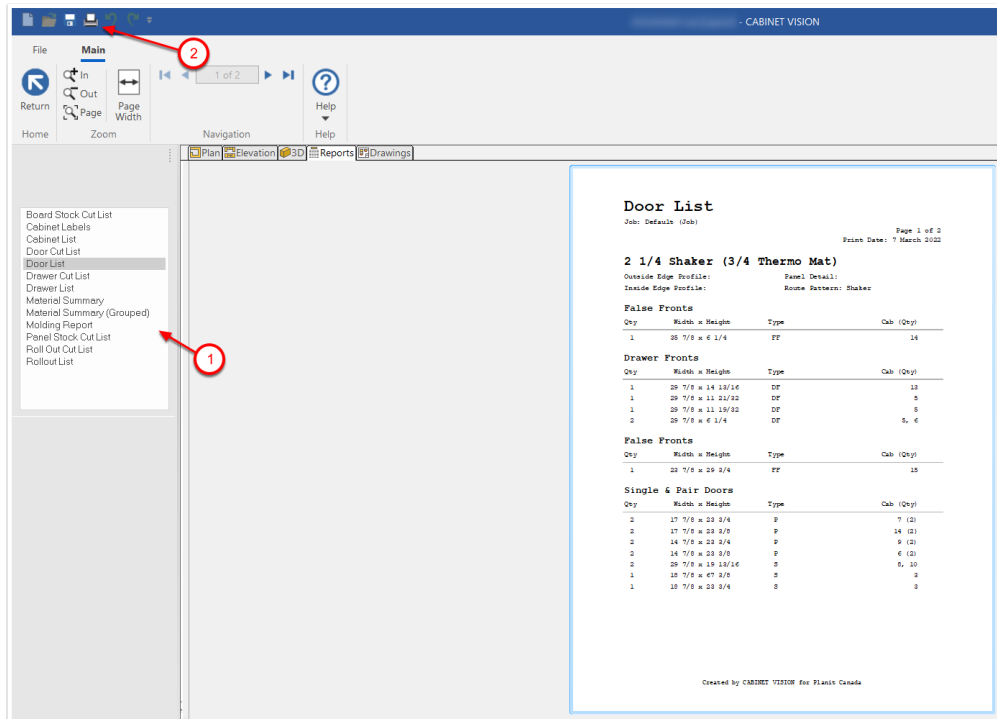 - CABINET VISION
2
File Main
In
Out
Page
Return
Page Width
1 of 2
Help
Home Zoom Navigation Help
Plan Elevation 3D Reports Drawings
Board Stock Cut List
Cabinet Labels
Cabinet List
Door Cut List
Door List
Drawer Cut List
Drawer List
Material Summary
Material Summary (Grouped)
Molding Report
Panel Stock Cut List
Roll Out Cut List
Rollout List
1
Door List
Job: Default (Job)
Page 1 of 2
Print Date: 7 March 2022
2 1/4 Shaker (3/4 Thermo Mat)
Outside Edge Profile: Panel Detail:
Inside Edge Profile: Route Pattern: Shaker
False Fronts
Qty Width x Height Type Cab (Qty)
1 35 7/8 x 6 1/4 FF 14
Drawer Fronts
Qty Width x Height Type Cab (Qty)
1 29 7/8 x 14 13/16 DF 13
1 29 7/8 x 11 21/32 DF 5
1 29 7/8 x 11 19/32 DF 5
2 29 7/8 x 6 1/4 DF 5, 6
False Fronts
Qty Width x Height Type Cab (Qty)
1 23 7/8 x 29 3/4 FF 15
Single & Pair Doors
Qty Width x Height Type Cab (Qty)
2 17 7/8 x 23 3/4 P 7 (2)
2 17 7/8 x 23 3/8 P 14 (2)
2 14 7/8 x 23 3/4 P 9 (2)
2 14 7/8 x 23 3/8 P 6 (2)
2 29 7/8 x 19 13/16 S 8, 10
1 18 7/8 x 67 3/8 S 3
1 18 7/8 x 23 3/4 S 3
Created by CABINET VISION for Planit Canada